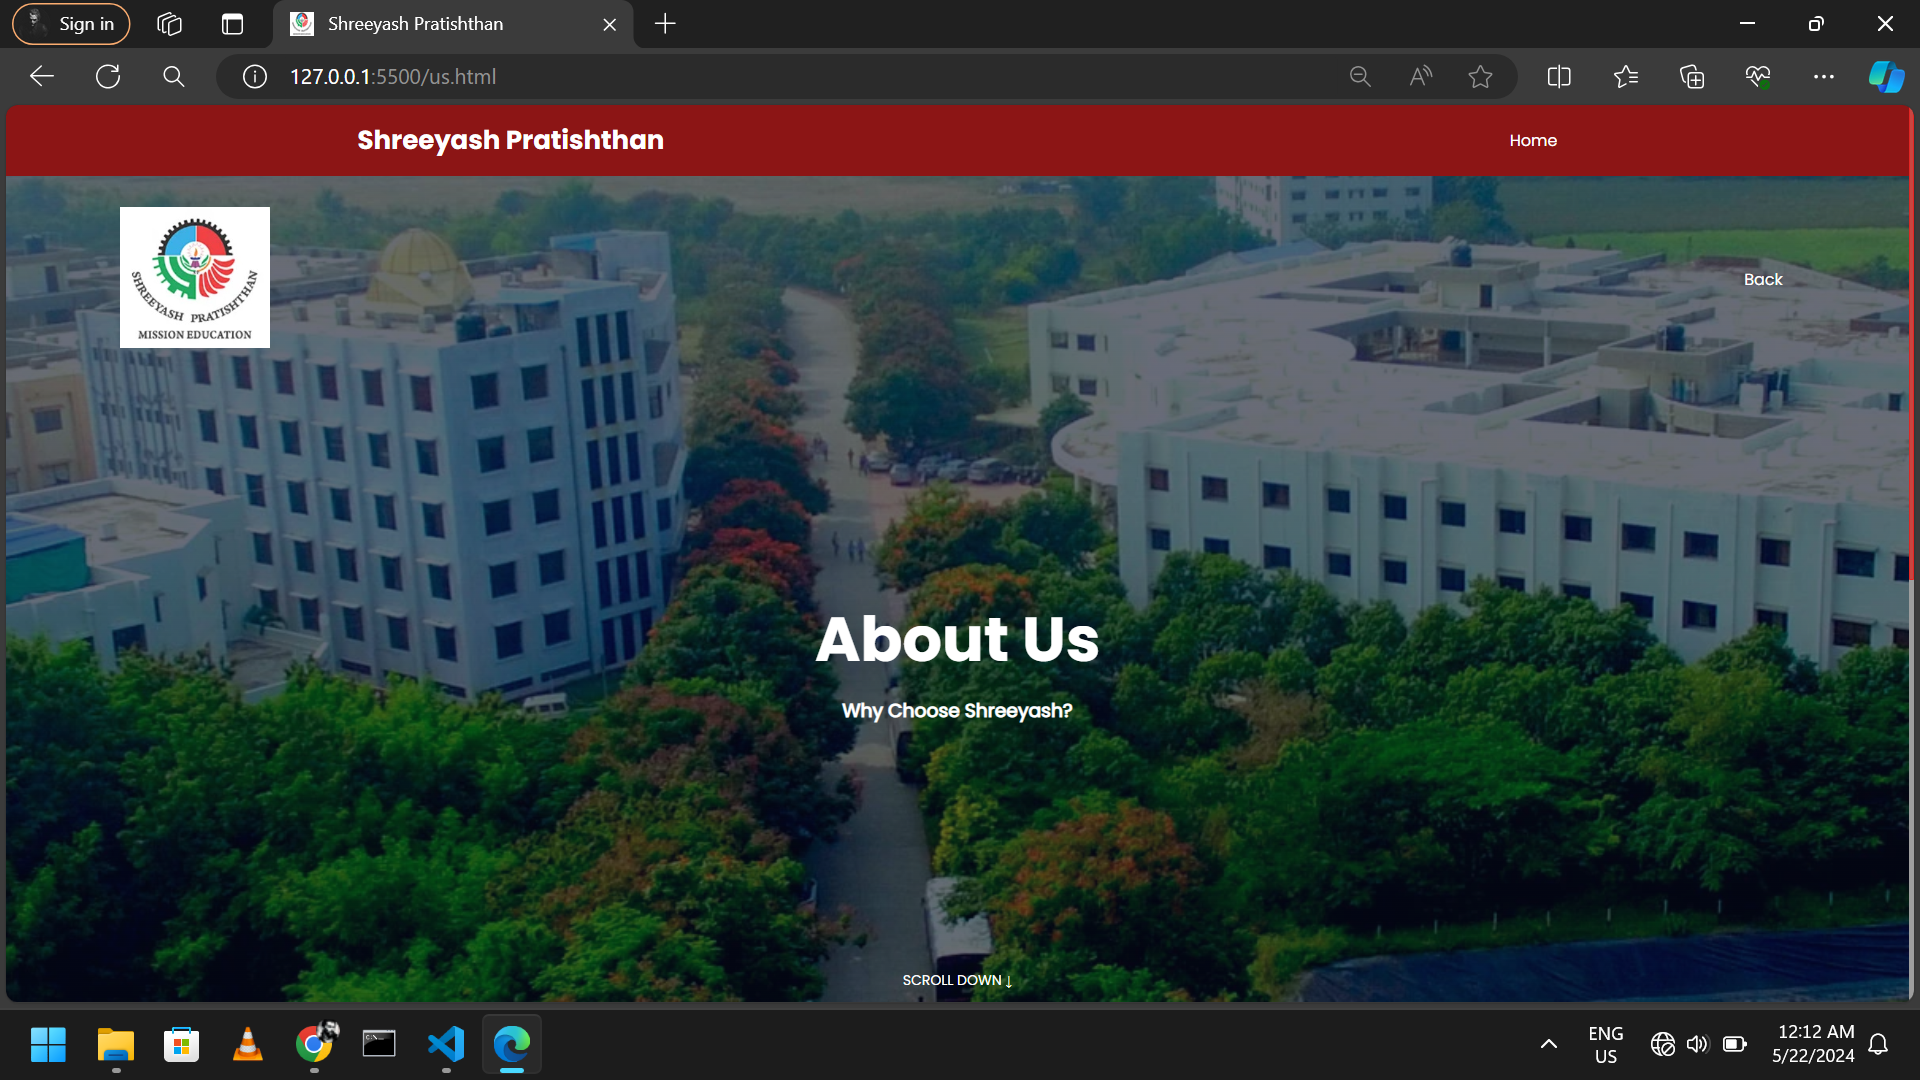 Sign in
Shreeyash Pratishthan
127.0.0.1:5500/us.html
Shreeyash Pratishthan
Home
SHREEYASH PRATISHTHAN
MISSION EDUCATION
Back
About Us
Why Choose Shreeyash?
SCROLL DOWN ↓
ENG
US
12:12 AM
5/22/2024